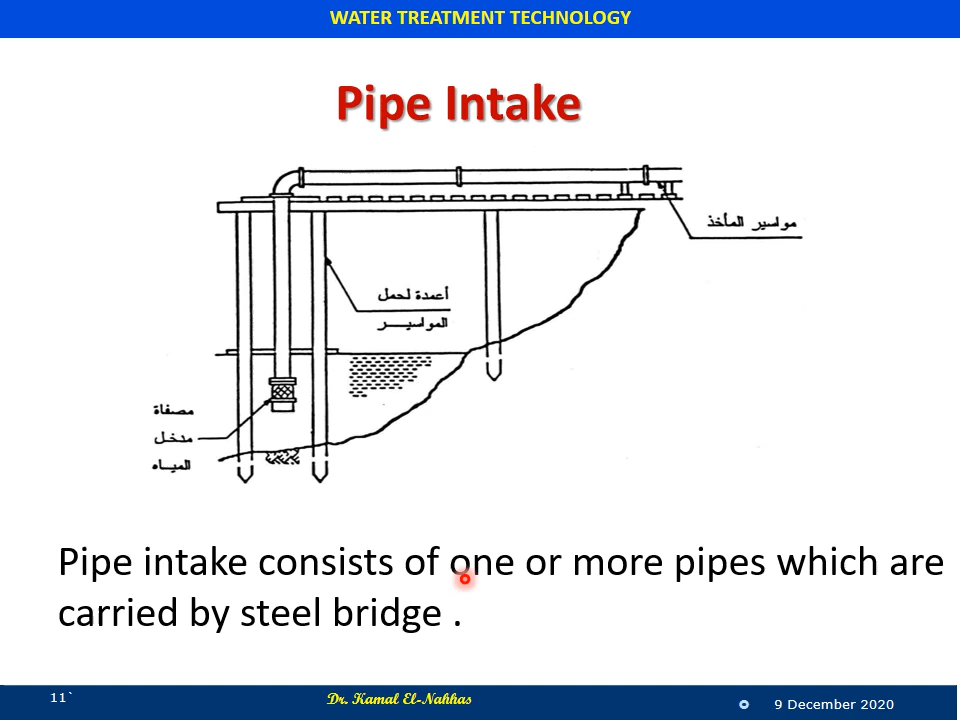 WATER TREATMENT TECHNOLOGY
Pipe Intake
مواسير المأخذ
أعمدة لحمل
المواسير
مصفاة
مدخل
المياه
Pipe intake consists of one or more pipes which are
carried by steel bridge .
11`
Dr. Kamal El-Nahhas
9 December 2020